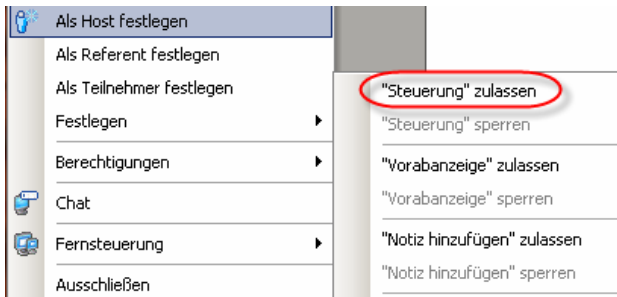 Als Host festlegen
Als Referent festlegen
Als Teilnehmer festlegen
Festlegen
Berechtigungen
Chat
Fernsteuerung
Ausschließen
"Steuerung" zulassen
"Steuerung" sperren
"Vorabanzeige" zulassen
"Vorabanzeige" sperren
"Notiz hinzufügen" zulassen
"Notiz hinzufügen" sperren